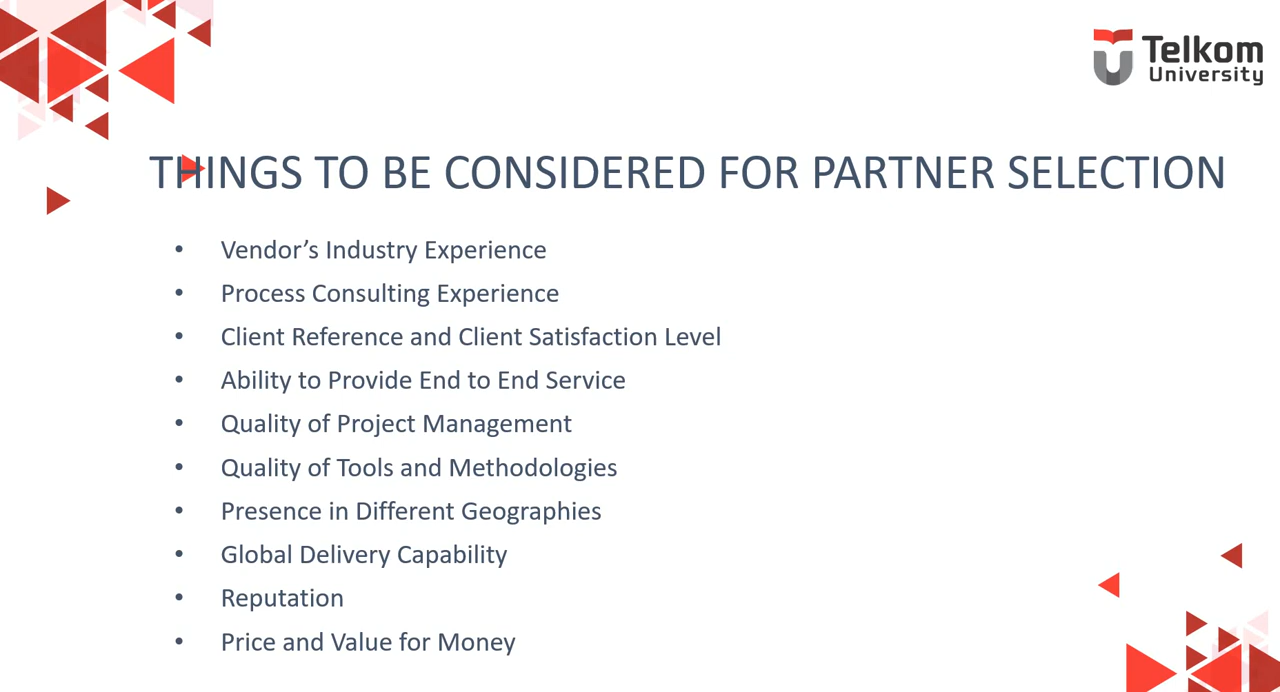 Telkom
University
THINGS TO BE CONSIDERED FOR PARTNER SELECTION
• Vendor’s Industry Experience
• Process Consulting Experience
• Client Reference and Client Satisfaction Level
• Ability to Provide End to End Service
• Quality of Project Management
• Quality of Tools and Methodologies
• Presence in Different Geographies
• Global Delivery Capability
• Reputation
• Price and Value for Money